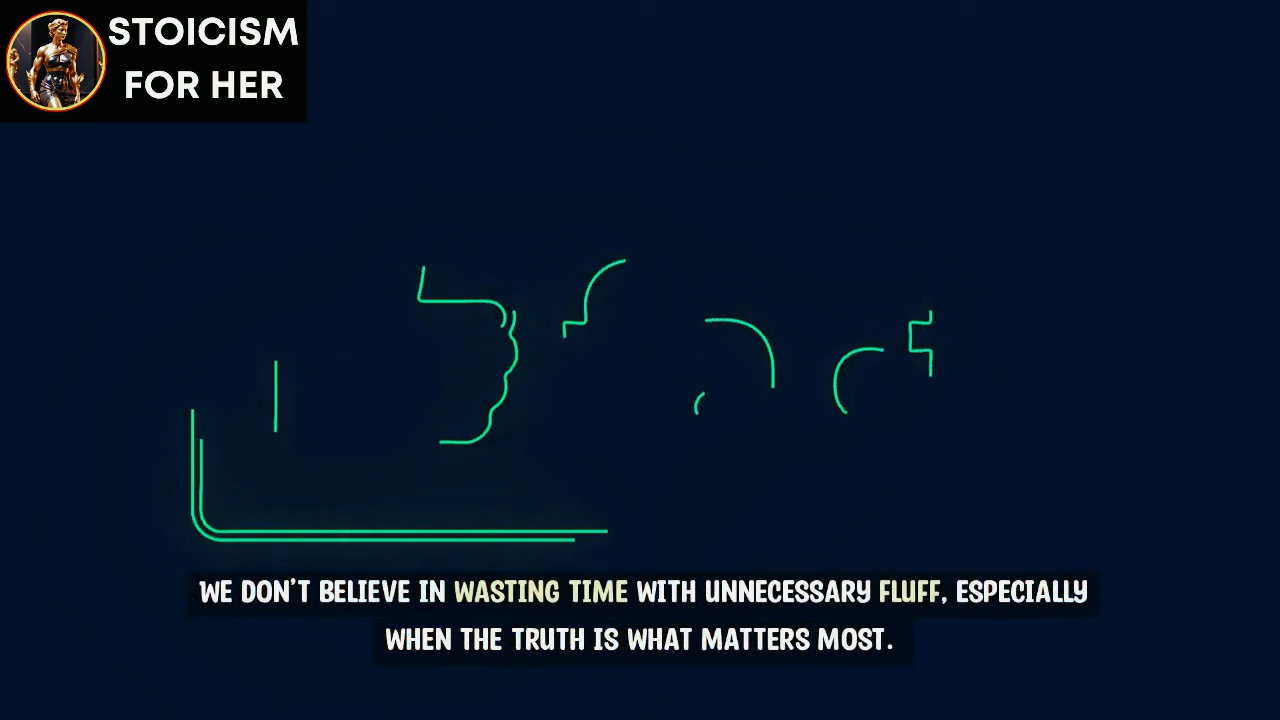 STOICISM
FOR HER
WE DON'T BELIEVE IN WASTING TIME WITH UNNECESSARY FLUFF, ESPECIALLY
WHEN THE TRUTH IS WHAT MATTERS MOST.